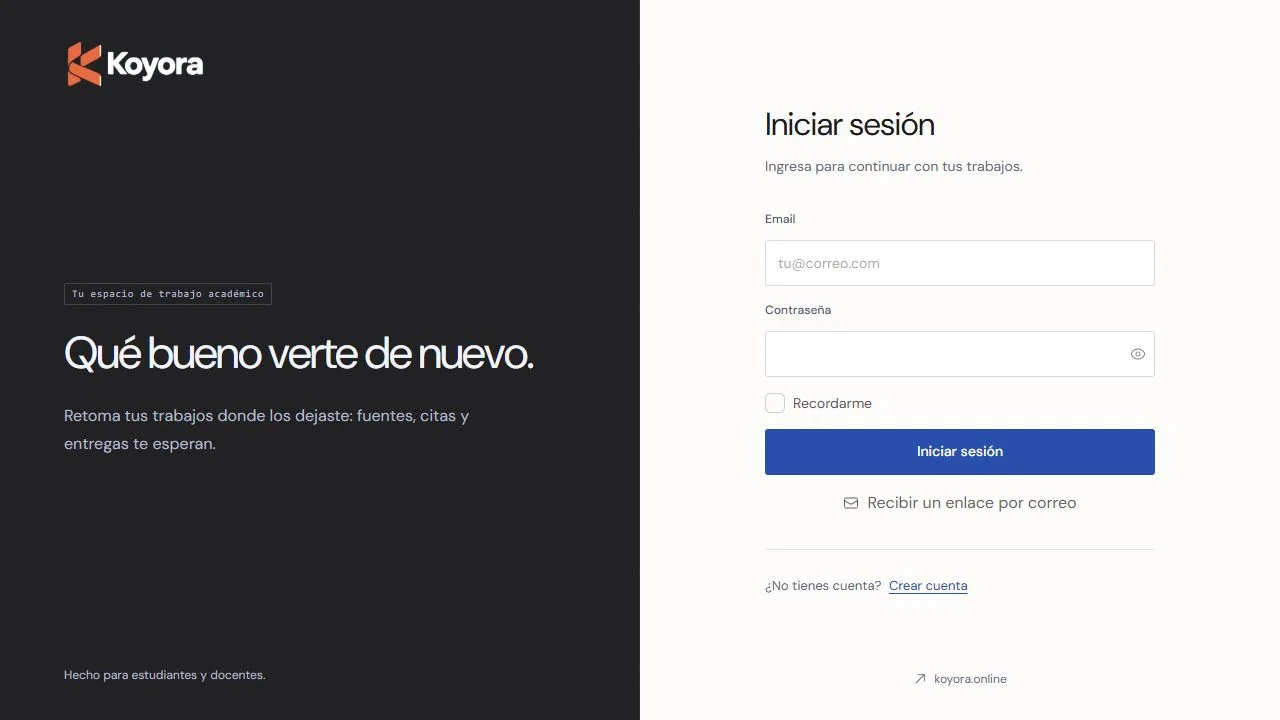 Koyora
Tu espacio de trabajo académico
Qué bueno verte de nuevo.
Retoma tus trabajos donde los dejaste: fuentes, citas y
entregas te esperan.
Hecho para estudiantes y docentes.
Iniciar sesión
Ingresa para continuar con tus trabajos.
Email
tu@correo.com
Contraseña
Recordarme
Iniciar sesión
Recibir un enlace por correo
¿No tienes cuenta? Crear cuenta
koyora.online